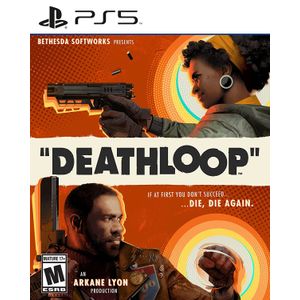 PS5
BETHESDA SOFTWORKS PRESENTS
"DEATHLOOP"
IF AT FIRST YOU DON'T SUCCEED...
...DIE, DIE AGAIN.
MATURE 17+
M
ESRB
AN
ARKANE LYON
PRODUCTION